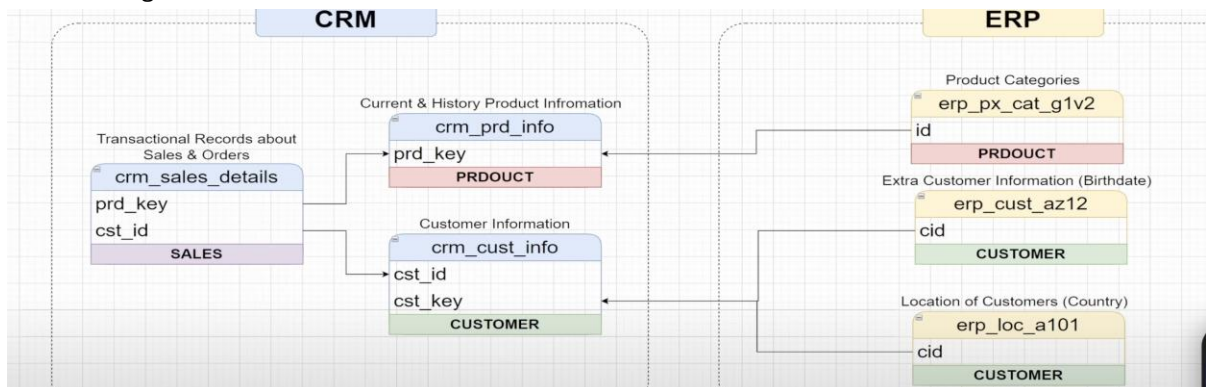 CRM
Current & History Product Infromation
crm_prd_info
prd_key
PRDOUCT
Transactional Records about
Sales & Orders
crm_sales_details
prd_key
cst_id
SALES
Customer Information
crm_cust_info
cst_id
cst_key
CUSTOMER
ERP
Product Categories
erp_px_cat_g1v2
id
PRDOUCT
Extra Customer Information (Birthdate)
erp_cust_az12
cid
CUSTOMER
Location of Customers (Country)
erp_loc_a101
cid
CUSTOMER